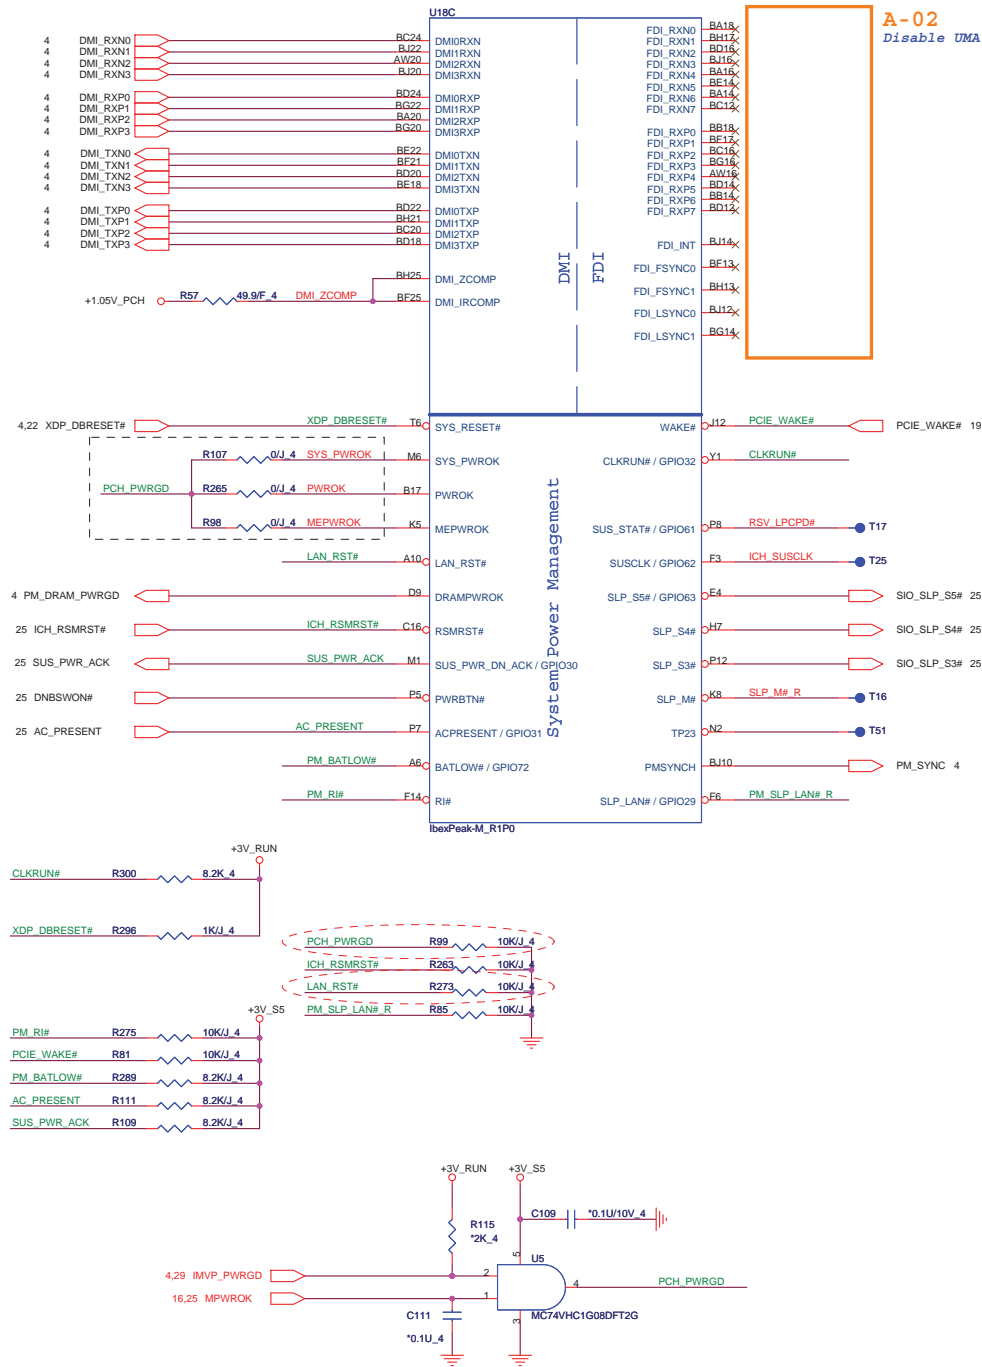 U18C
A-02
Disable UMA
4 DMI_RXN0 BC24 DMI0RXN
4 DMI_RXN1 BJ22 DMI1RXN
4 DMI_RXN2 AW20 DMI2RXN
4 DMI_RXN3 BJ20 DMI3RXN
4 DMI_RXP0 BD24 DMI0RXP
4 DMI_RXP1 BG22 DMI1RXP
4 DMI_RXP2 BA20 DMI2RXP
4 DMI_RXP3 BG20 DMI3RXP
4 DMI_TXN0 BE22 DMI0TXN
4 DMI_TXN1 BF21 DMI1TXN
4 DMI_TXN2 BD20 DMI2TXN
4 DMI_TXN3 BE18 DMI3TXN
4 DMI_TXP0 BD22 DMI0TXP
4 DMI_TXP1 BH21 DMI1TXP
4 DMI_TXP2 BC20 DMI2TXP
4 DMI_TXP3 BD18 DMI3TXP
BH25 DMI_ZCOMP
+1.05V_PCH R57 49.9/F_4 DMI_ZCOMP BF25 DMI_IRCOMP
DMI
FDI
FDI_RXN0 BA18
FDI_RXN1 BH17
FDI_RXN2 BD16
FDI_RXN3 BJ16
FDI_RXN4 BA16
FDI_RXN5 BE14
FDI_RXN6 BA14
FDI_RXN7 BC12
FDI_RXP0 BB18
FDI_RXP1 BF17
FDI_RXP2 BC16
FDI_RXP3 BG16
FDI_RXP4 AW16
FDI_RXP5 BD14
FDI_RXP6 BB14
FDI_RXP7 BD12
FDI_INT BJ14
FDI_FSYNC0 BF13
FDI_FSYNC1 BH13
FDI_LSYNC0 BJ12
FDI_LSYNC1 BG14
4,22 XDP_DBRESET# XDP_DBRESET# T6 SYS_RESET#
R107 0/J_4 SYS_PWROK M6 SYS_PWROK
PCH_PWRGD R265 0/J_4 PWROK B17 PWROK
R98 0/J_4 MEPWROK K5 MEPWROK
LAN_RST# A10 LAN_RST#
4 PM_DRAM_PWRGD D9 DRAMPWROK
25 ICH_RSMRST# ICH_RSMRST# C16 RSMRST#
25 SUS_PWR_ACK SUS_PWR_ACK M1 SUS_PWR_DN_ACK / GPIO30
25 DNBSWON# P5 PWRBTN#
25 AC_PRESENT AC_PRESENT P7 ACPRESENT / GPIO31
PM_BATLOW# A6 BATLOW# / GPIO72
PM_RI# F14 RI#
System Power Management
WAKE# J12 PCIE_WAKE# PCIE_WAKE# 19
CLKRUN# / GPIO32 Y1 CLKRUN#
SUS_STAT# / GPIO61 P8 RSV_LPCPD# T17
SUSCLK / GPIO62 F3 ICH_SUSCLK T25
SLP_S5# / GPIO63 E4 SIO_SLP_S5# 25
SLP_S4# H7 SIO_SLP_S4# 25
SLP_S3# P12 SIO_SLP_S3# 25
SLP_M# K8 SLP_M#_R T16
TP23 N2 T51
PMSYNCH BJ10 PM_SYNC 4
SLP_LAN# / GPIO29 F6 PM_SLP_LAN#_R
IbexPeak-M_R1P0
+3V_RUN
CLKRUN# R300 8.2K_4
XDP_DBRESET# R296 1K/J_4
PCH_PWRGD R99 10K/J_4
ICH_RSMRST# R263 10K/J_4
LAN_RST# R273 10K/J_4
PM_SLP_LAN#_R R85 10K/J_4
+3V_S5
PM_RI# R275 10K/J_4
PCIE_WAKE# R81 10K/J_4
PM_BATLOW# R289 8.2K/J_4
AC_PRESENT R111 8.2K/J_4
SUS_PWR_ACK R109 8.2K/J_4
+3V_RUN +3V_S5
C109 *0.1U/10V_4
R115
*2K_4
5 U5
4,29 IMVP_PWRGD 2
4 PCH_PWRGD
16,25 MPWROK 1
C111
*0.1U_4
3 MC74VHC1G08DFT2G